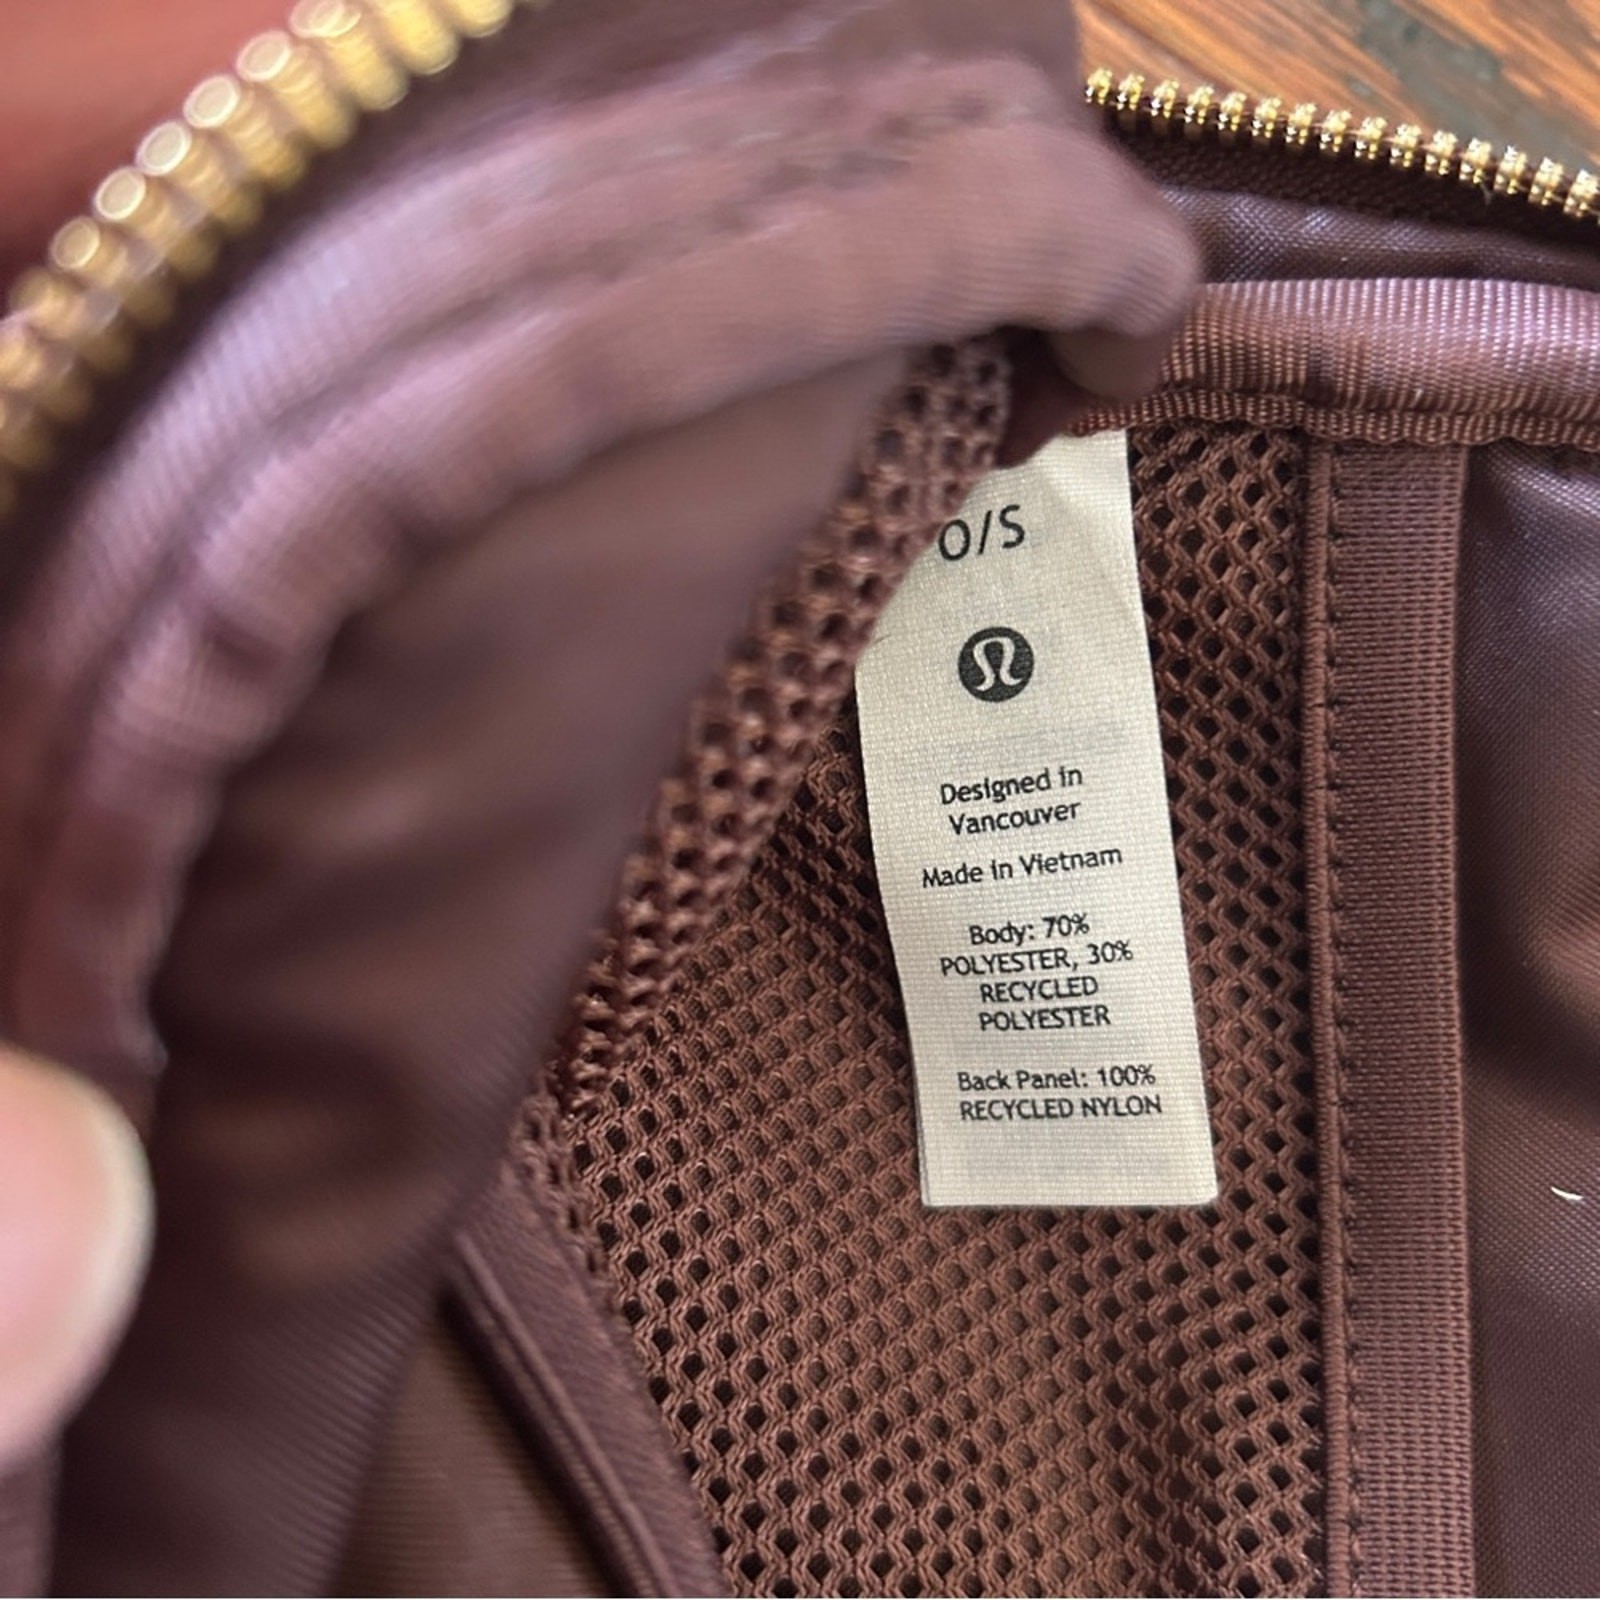 O/S
Designed in
Vancouver
Made in Vietnam
Body: 70%
POLYESTER, 30%
RECYCLED
POLYESTER
Back Panel: 100%
RECYCLED NYLON